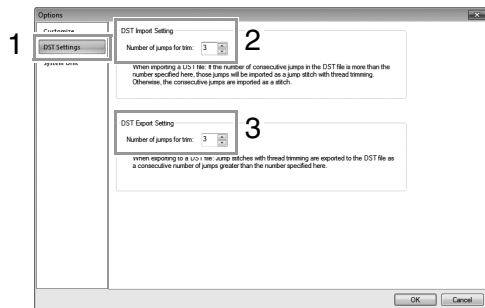 Options
Customize
1
DST Settings
System Unit
DST Import Setting
Number of jumps for trim: 3
2
When importing a DST file: If the number of consecutive jumps in the DST file is more than the
number specified here, those jumps will be imported as a jump stitch with thread trimming.
Otherwise, the consecutive jumps are imported as a stitch.
DST Export Setting
Number of jumps for trim: 3
3
When exporting to a DST file: Jump stitches with thread trimming are exported to the DST file as
a consecutive number of jumps greater than the number specified here.
OK
Cancel